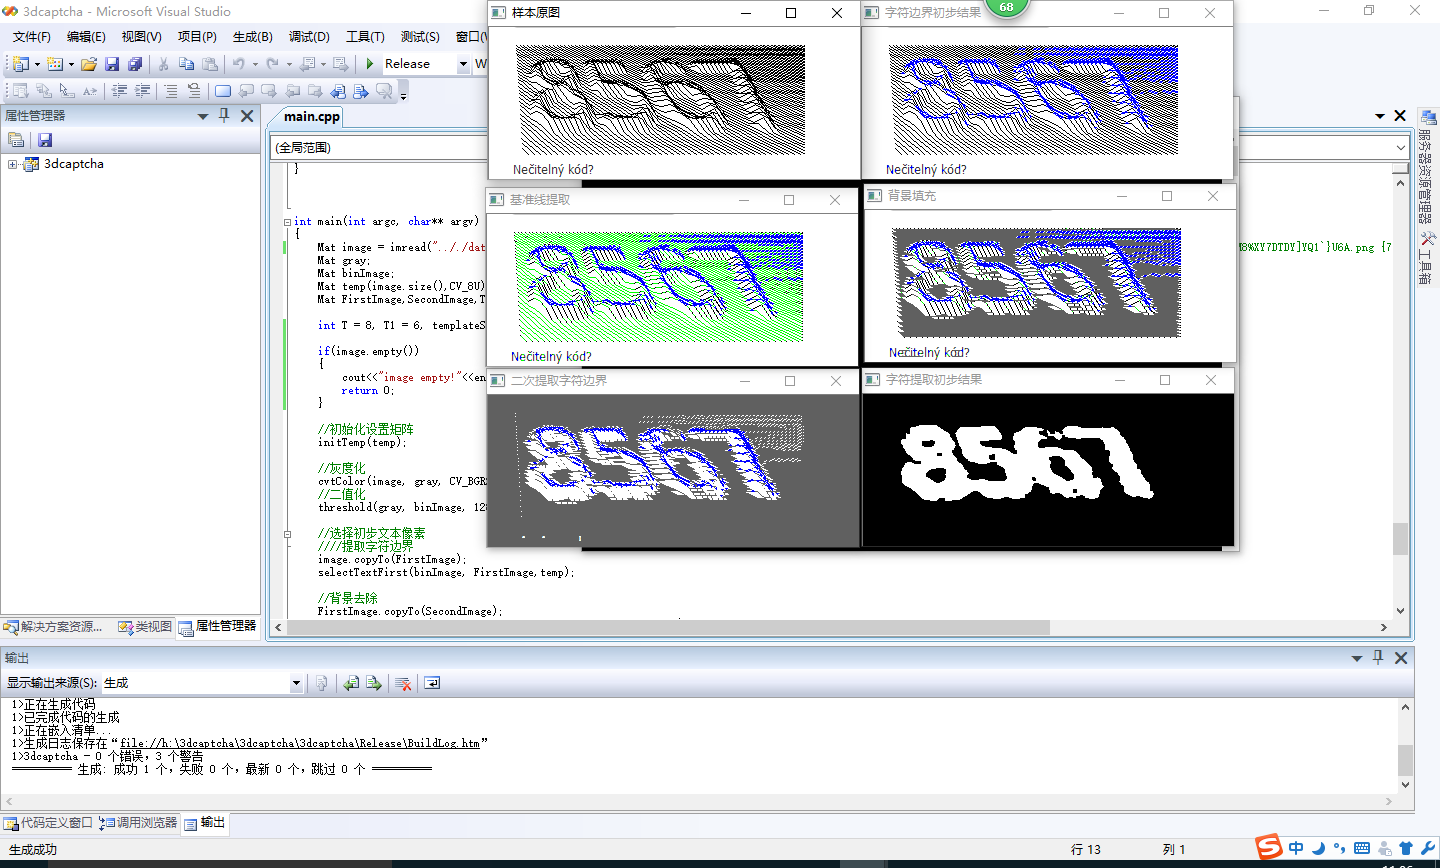 3dcaptcha - Microsoft Visual Studio
文件(F) 编辑(E) 视图(V) 项目(P) 生成(B) 调试(D) 工具(T) 测试(S) 窗口(
Release
属性管理器
3dcaptcha
解决方案资源... 类视图 属性管理器
main.cpp
(全局范围)
}
int main(int argc, char** argv)
{
Mat image = imread("../../dat
M8%XY7DTDY]YQ1`}U6A.png {7
Mat gray;
Mat binImage;
Mat temp(image.size(),CV_8U)
Mat FirstImage,SecondImage,T
int T = 8, T1 = 6, templateS
if(image.empty())
{
cout<<"image empty!"<<en
return 0;
}
//初始化设置矩阵
initTemp(temp);
//灰度化
cvtColor(image, gray, CV_BGR
//二值化
threshold(gray, binImage, 128
//选择初步文本像素
////提取字符边界
image.copyTo(FirstImage);
selectTextFirst(binImage, FirstImage,temp);
//背景去除
FirstImage.copyTo(SecondImage);
样本原图
8567
Nečitelný kód?
字符边界初步结果
68
8567
Nečitelný kód?
基准线提取
8567
Nečitelný kód?
背景填充
8567
Nečitelný kód?
二次提取字符边界
8567
字符提取初步结果
8567
服务器资源管理器
工具箱
输出
显示输出来源(S): 生成
1>正在生成代码
1>已完成代码的生成
1>正在嵌入清单...
1>生成日志保存在“file://h:\3dcaptcha\3dcaptcha\3dcaptcha\Release\BuildLog.htm”
1>3dcaptcha - 0 个错误，3 个警告
========== 生成: 成功 1 个，失败 0 个，最新 0 个，跳过 0 个 ==========
代码定义窗口 调用浏览器 输出
生成成功
行 13 列 1
中